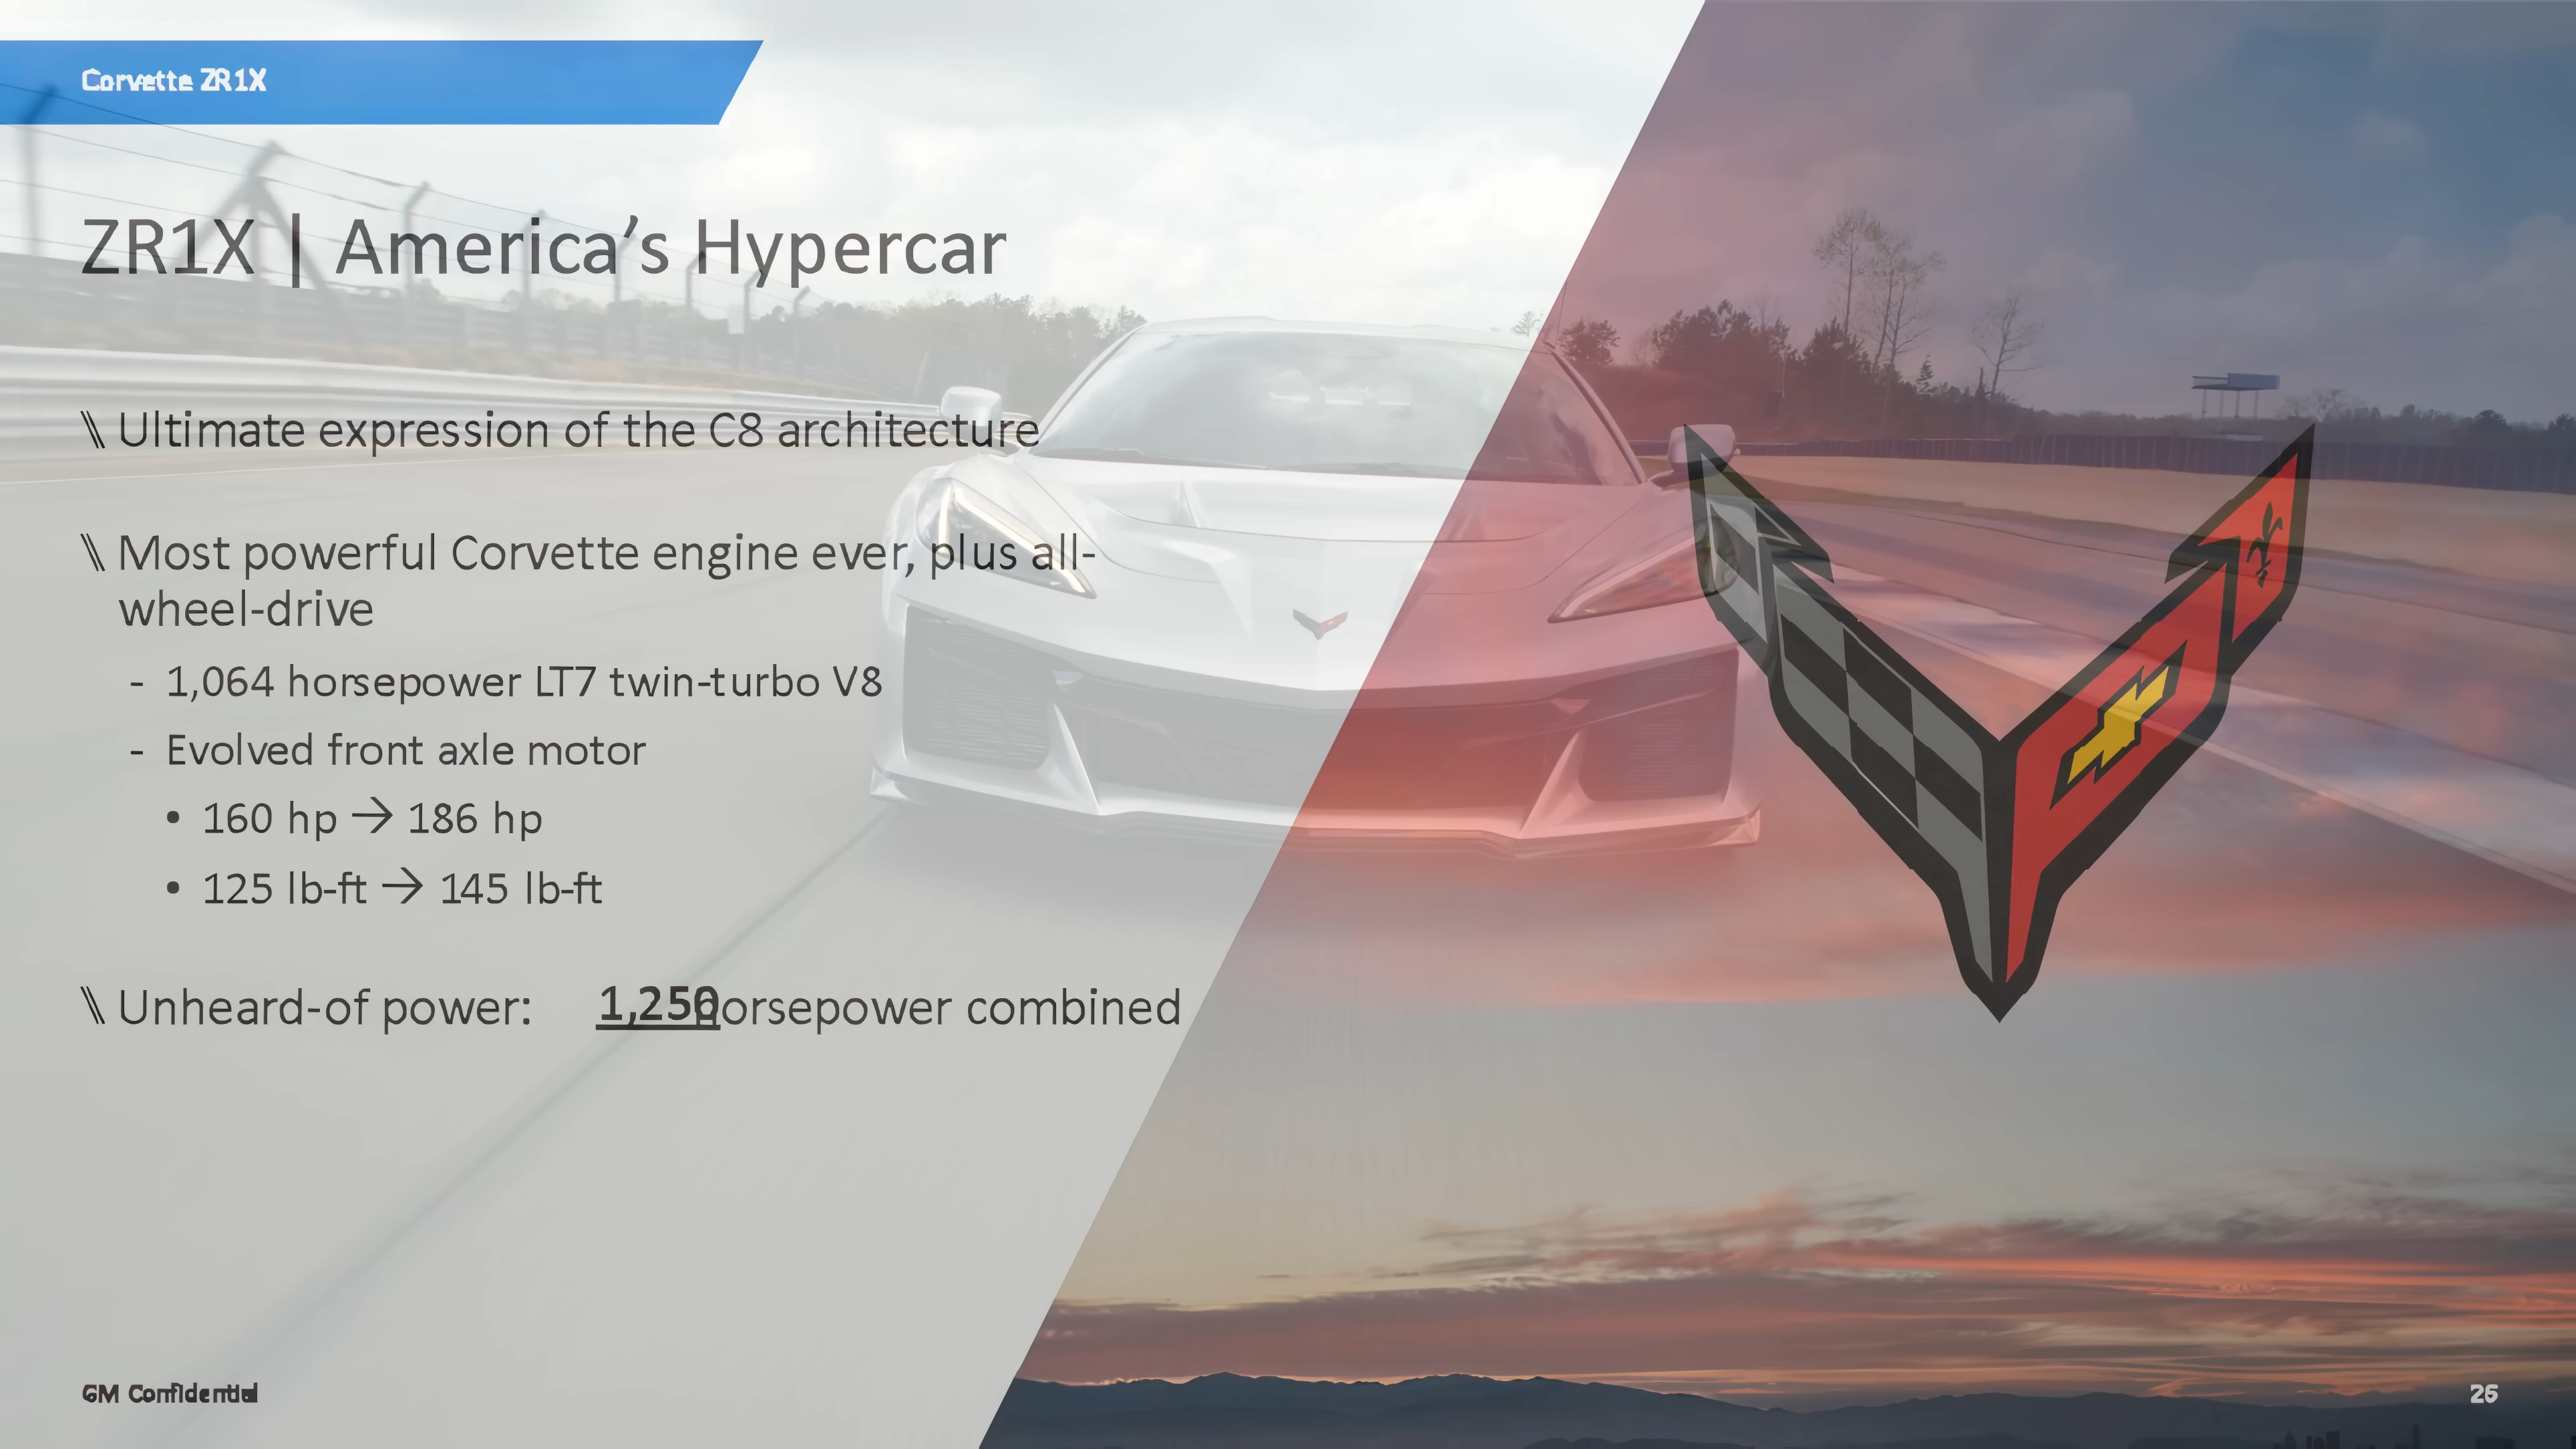 Corvette ZR1X
ZR1X | America’s Hypercar
\\ Ultimate expression of the C8 architecture
\\ Most powerful Corvette engine ever, plus all-
wheel-drive
- 1,064 horsepower LT7 twin-turbo V8
- Evolved front axle motor
• 160 hp → 186 hp
• 125 lb-ft → 145 lb-ft
\\ Unheard-of power: 1,250 horsepower combined
GM Confidential
26